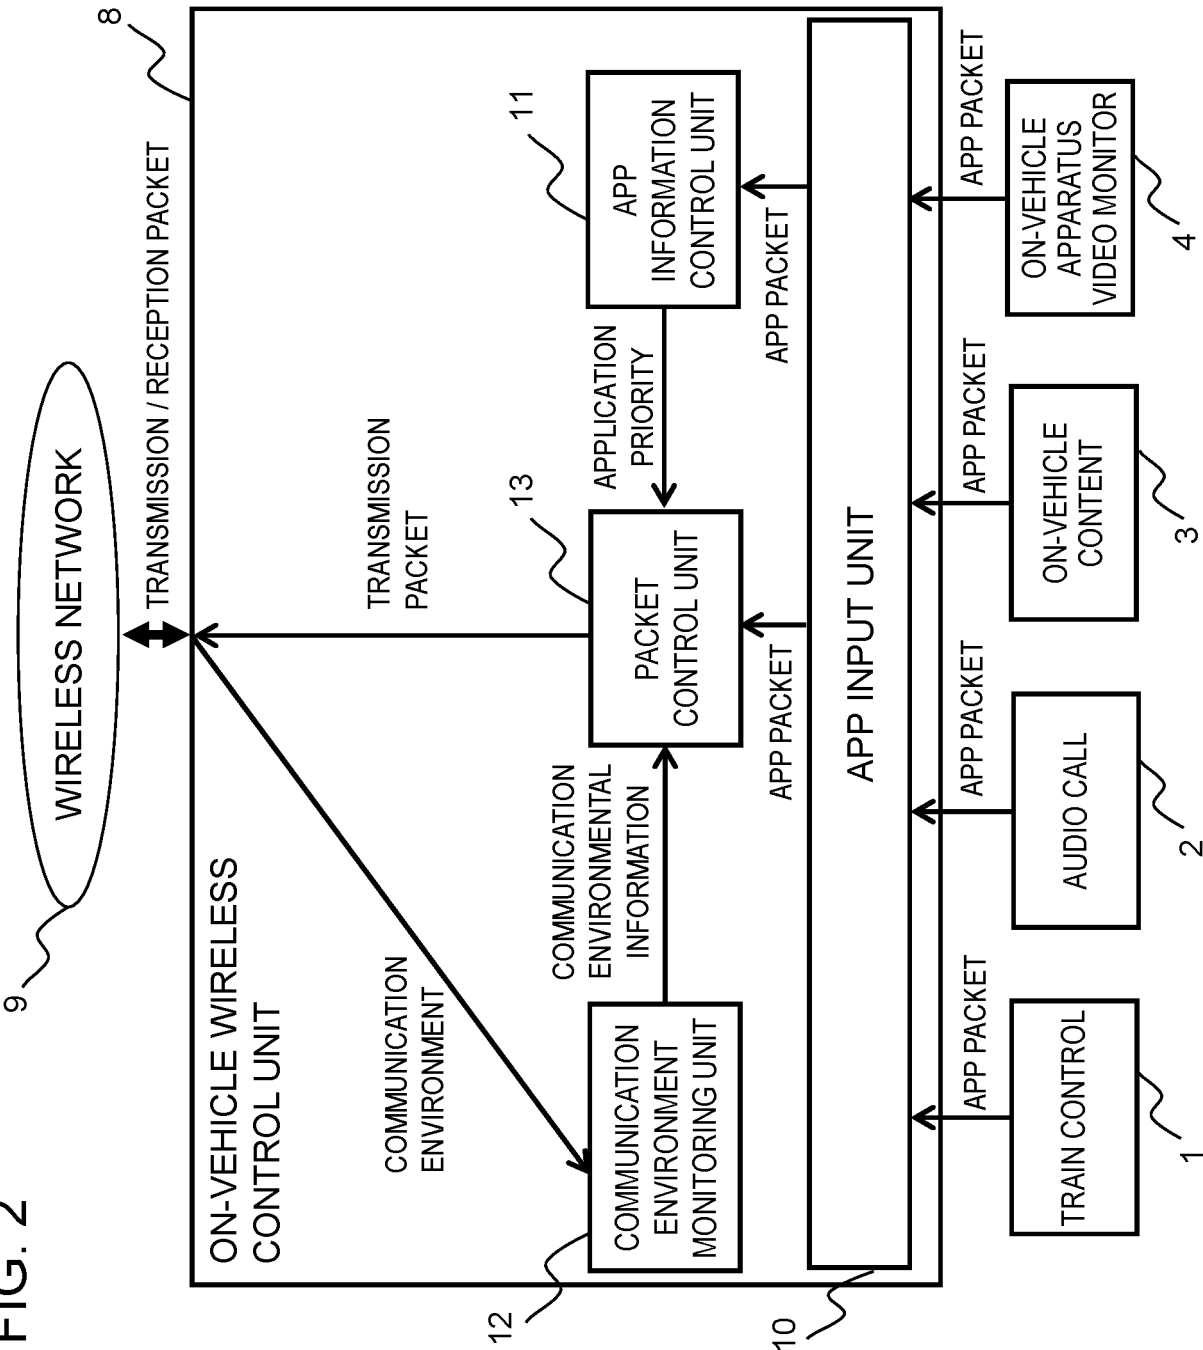 FIG. 2
9
WIRELESS NETWORK
TRANSMISSION / RECEPTION PACKET
8
ON-VEHICLE WIRELESS
CONTROL UNIT
COMMUNICATION
ENVIRONMENT
TRANSMISSION
PACKET
12
COMMUNICATION
ENVIRONMENT
MONITORING UNIT
COMMUNICATION
ENVIRONMENTAL
INFORMATION
13
PACKET
CONTROL UNIT
APPLICATION
PRIORITY
11
APP
INFORMATION
CONTROL UNIT
APP PACKET
APP PACKET
10
APP INPUT UNIT
APP PACKET
APP PACKET
APP PACKET
APP PACKET
TRAIN CONTROL
1
AUDIO CALL
2
ON-VEHICLE
CONTENT
3
ON-VEHICLE
APPARATUS
VIDEO MONITOR
4